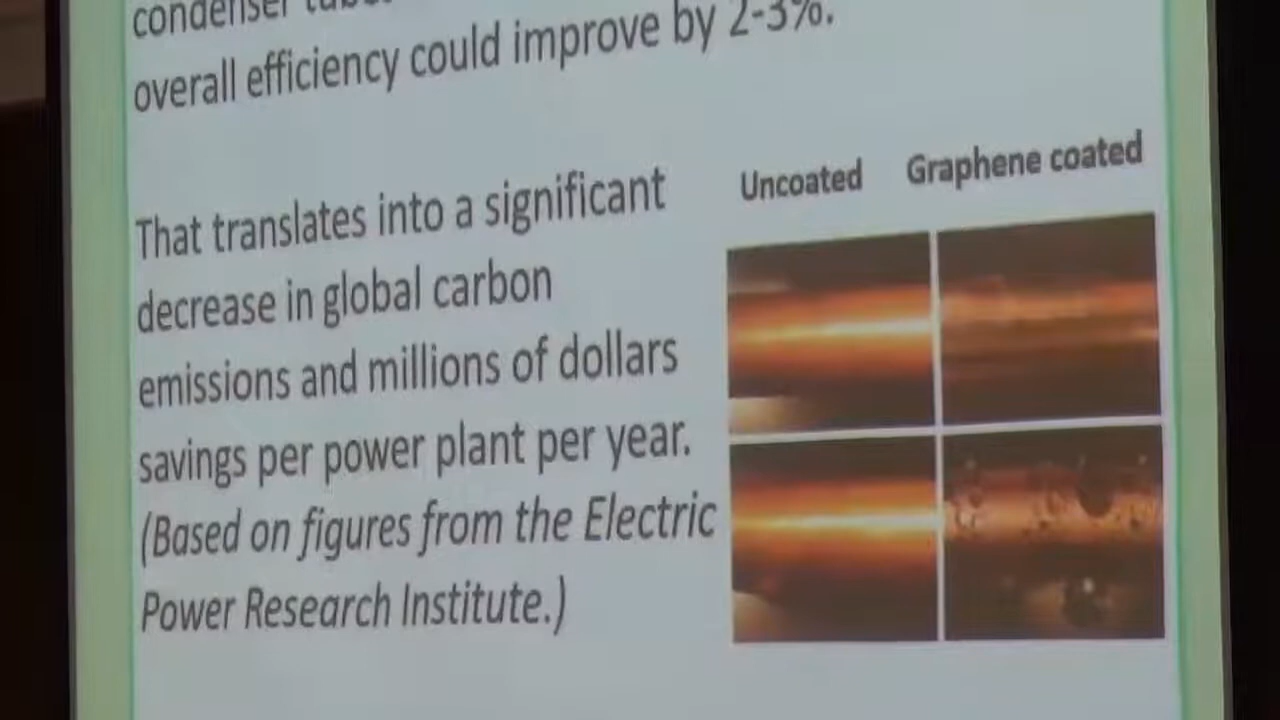 condenser
overall efficiency could improve by 2-3%.
That translates into a significant
decrease in global carbon
emissions and millions of dollars
savings per power plant per year.
(Based on figures from the Electric
Power Research Institute.)
Uncoated
Graphene coated